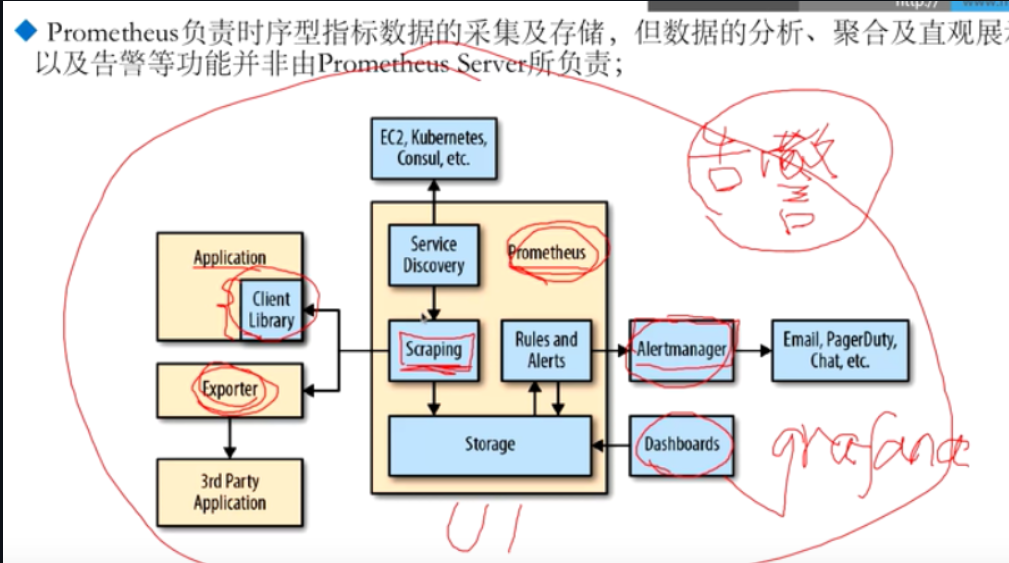 http://
Prometheus负责时序型指标数据的采集及存储，但数据的分析、聚合及直观展
以及告警等功能并非由Prometheus Server所负责；
EC2, Kubernetes,
Consul, etc.
告警
Application
Client
Library
Service
Discovery
Prometheus
Scraping
Rules and
Alerts
Alertmanager
Email, PagerDuty,
Chat, etc.
Exporter
Storage
Dashboards
grafana
3rd Party
Application
UI